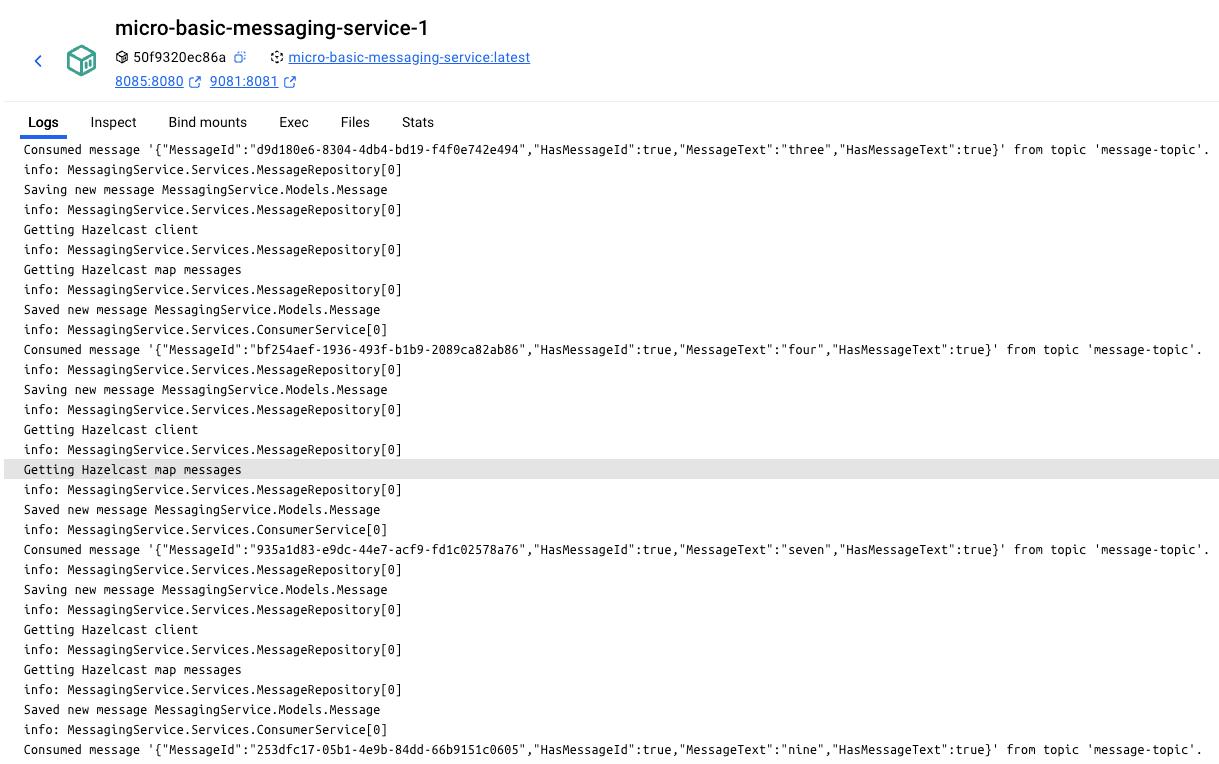 micro-basic-messaging-service-1
50f9320ec86a micro-basic-messaging-service:latest
8085:8080 9081:8081
Logs Inspect Bind mounts Exec Files Stats
Consumed message '{"MessageId":"d9d180e6-8304-4db4-bd19-f4f0e742e494","HasMessageId":true,"MessageText":"three","HasMessageText":true}' from topic 'message-topic'.
info: MessagingService.Services.MessageRepository[0]
Saving new message MessagingService.Models.Message
info: MessagingService.Services.MessageRepository[0]
Getting Hazelcast client
info: MessagingService.Services.MessageRepository[0]
Getting Hazelcast map messages
info: MessagingService.Services.MessageRepository[0]
Saved new message MessagingService.Models.Message
info: MessagingService.Services.ConsumerService[0]
Consumed message '{"MessageId":"bf254aef-1936-493f-b1b9-2089ca82ab86","HasMessageId":true,"MessageText":"four","HasMessageText":true}' from topic 'message-topic'.
info: MessagingService.Services.MessageRepository[0]
Saving new message MessagingService.Models.Message
info: MessagingService.Services.MessageRepository[0]
Getting Hazelcast client
info: MessagingService.Services.MessageRepository[0]
Getting Hazelcast map messages
info: MessagingService.Services.MessageRepository[0]
Saved new message MessagingService.Models.Message
info: MessagingService.Services.ConsumerService[0]
Consumed message '{"MessageId":"935a1d83-e9dc-44e7-acf9-fd1c02578a76","HasMessageId":true,"MessageText":"seven","HasMessageText":true}' from topic 'message-topic'.
info: MessagingService.Services.MessageRepository[0]
Saving new message MessagingService.Models.Message
info: MessagingService.Services.MessageRepository[0]
Getting Hazelcast client
info: MessagingService.Services.MessageRepository[0]
Getting Hazelcast map messages
info: MessagingService.Services.MessageRepository[0]
Saved new message MessagingService.Models.Message
info: MessagingService.Services.ConsumerService[0]
Consumed message '{"MessageId":"253dfc17-05b1-4e9b-84dd-66b9151c0605","HasMessageId":true,"MessageText":"nine","HasMessageText":true}' from topic 'message-topic'.